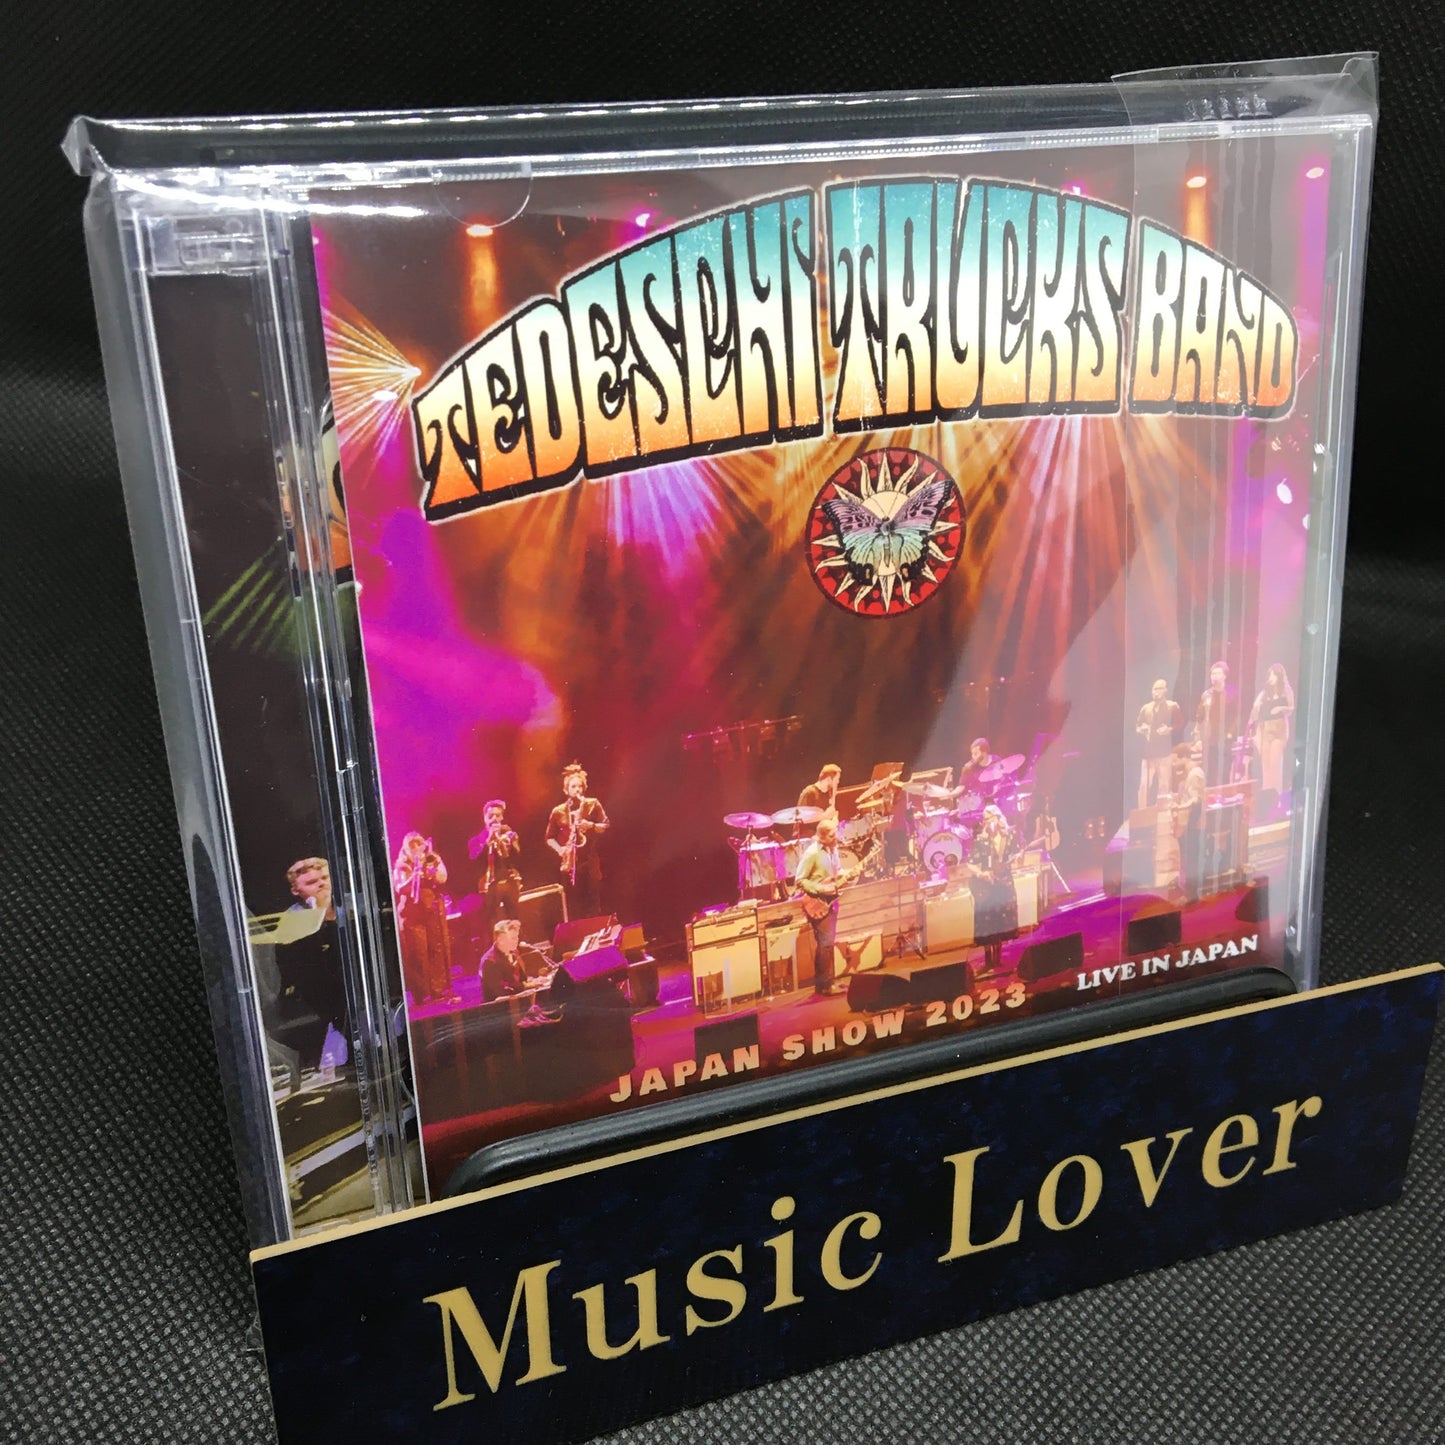 TEDESCHI TRUCKS BAND
LIVE IN JAPAN
JAPAN SHOW 2023
Music Lover